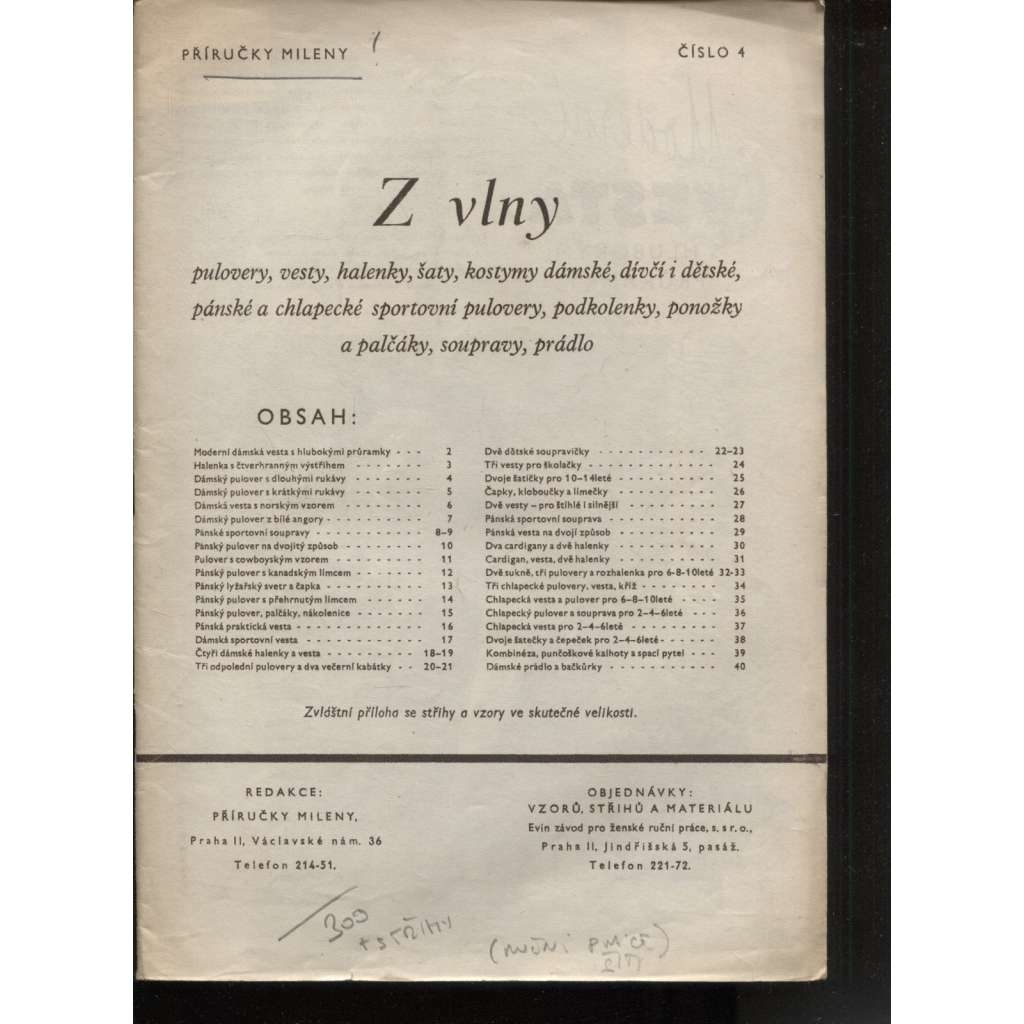 PŘÍRUČKY MILENY
ČÍSLO 4
Z vlny
pulovery, vesty, halenky, šaty, kostymy dámské, dívčí i dětské,
pánské a chlapecké sportovní pulovery, podkolenky, ponožky
a palčáky, soupravy, prádlo
OBSAH:
Moderní dámská vesta s hlubokými průramky - - - 2
Halenka s čtverhranným výstřihem - - - - - - - 3
Dámský pulover s dlouhými rukávy - - - - - - - 4
Dámský pulover s krátkými rukávy - - - - - - - 5
Dámská vesta s norským vzorem - - - - - - - - 6
Dámský pulover z bílé angory - - - - - - - - - 7
Pánské sportovní soupravy - - - - - - - - - 8-9
Pánský pulover na dvojitý způsob - - - - - - - - 10
Pulover s cowboyským vzorem - - - - - - - - 11
Pánský pulover s kanadským límcem - - - - - - 12
Pánský lyžařský svetr a čapka - - - - - - - - - 13
Pánský pulover s přehrnutým límcem - - - - - - 14
Pánský pulover, palčáky, nákolenice - - - - - - - 15
Pánská praktická vesta - - - - - - - - - - - 16
Dámská sportovní vesta - - - - - - - - - - - 17
Čtyři dámské halenky a vesta - - - - - - - - - 18-19
Tři odpolední pulovery a dva večerní kabátky - - 20-21
Dvě dětské soupravičky - - - - - - - - - - - 22-23
Tři vesty pro školačky - - - - - - - - - - - - 24
Dvoje šatičky pro 10-14leté - - - - - - - - - - 25
Čapky, kloboučky a límečky - - - - - - - - - - 26
Dvě vesty – pro štíhlé i silnější - - - - - - - - - 27
Pánská sportovní souprava - - - - - - - - - - - 28
Pánská vesta na dvojí způsob - - - - - - - - - - 29
Dva cardigany a dvě halenky - - - - - - - - - - 30
Cardigan, vesta, dvě halenky - - - - - - - - - - 31
Dvě sukně, tři pulovery a rozhalenka pro 6-8-10leté 32-33
Tři chlapecké pulovery, vesta, kříž - - - - - - - - 34
Chlapecká vesta a pulover pro 6-8-10leté - - - - 35
Chlapecký pulover a souprava pro 2-4-6leté - - - 36
Chlapecká vesta pro 2-4-6leté - - - - - - - - - 37
Dvoje šatečky a čepeček pro 2-4-6leté - - - - - - 38
Kombinéza, punčoškové kalhoty a spací pytel - - - 39
Dámské prádlo a bačkůrky - - - - - - - - - - - 40
Zvláštní příloha se střihy a vzory ve skutečné velikosti.
REDAKCE:
PŘÍRUČKY MILENY,
Praha II, Václavské nám. 36
Telefon 214-51.
OBJEDNÁVKY:
VZORŮ, STŘIHŮ A MATERIÁLU
Evin závod pro ženské ruční práce, s. s r. o.,
Praha II, Jindřišská 5, pasáž.
Telefon 221-72.
300
+ STŘIHY